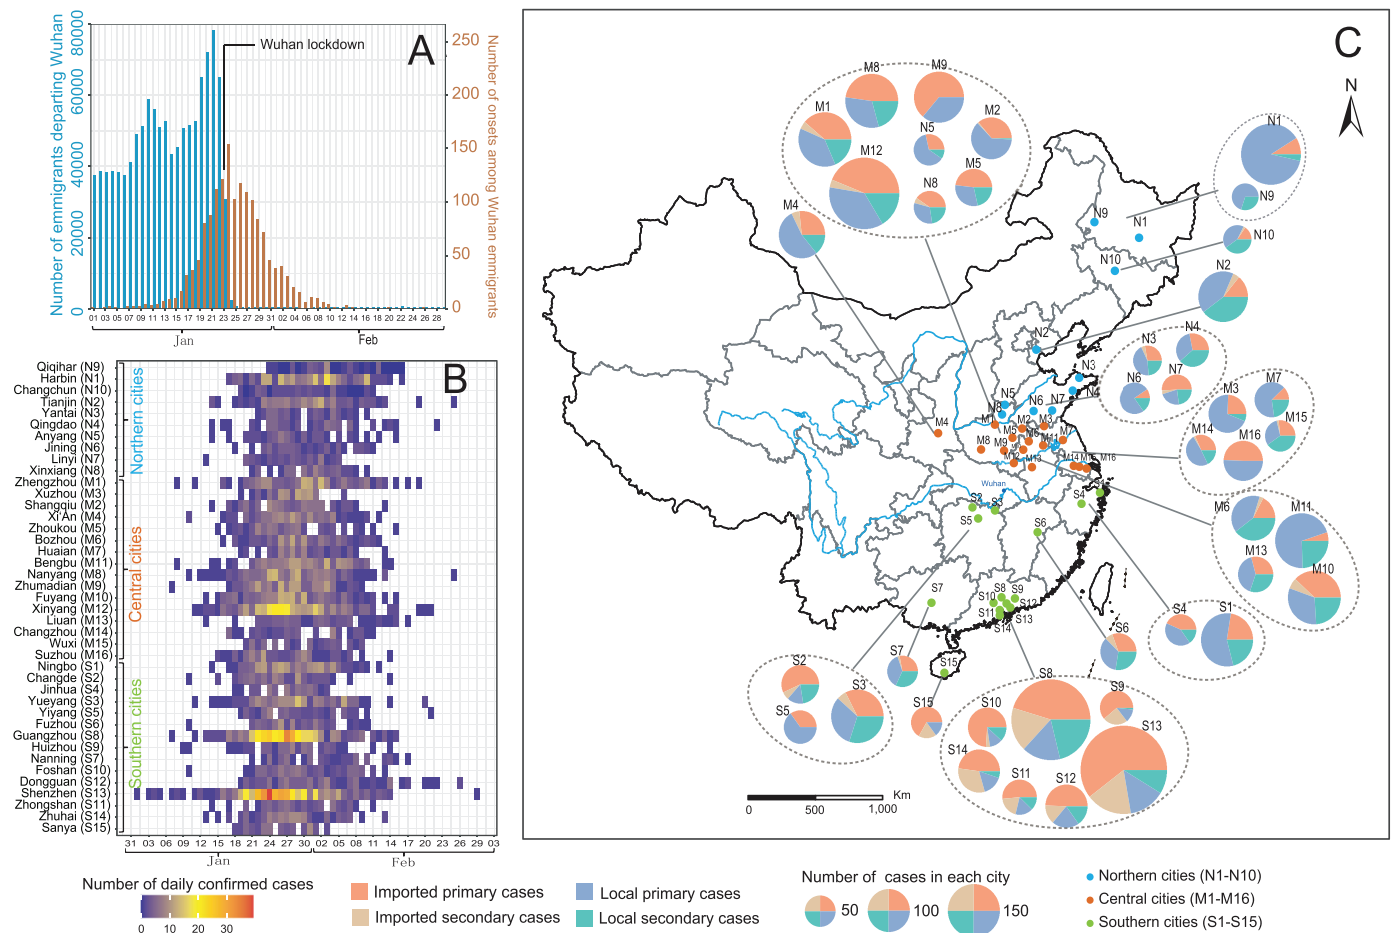 A
Wuhan lockdown
Number of emmigrants departing Wuhan
0
20000
40000
60000
80000
Number of onsets among Wuhan emmigrants
0
50
100
150
200
250
01 03 05 07 09 11 13 15 17 19 21 23 25 27 29 31 02 04 06 08 10 12 14 16 18 20 22 24 26 28
Jan
Feb
B
Northern cities
Central cities
Southern cities
Qiqihar (N9)
Harbin (N1)
Changchun (N10)
Tianjin (N2)
Yantai (N3)
Qingdao (N4)
Anyang (N5)
Jining (N6)
Linyi (N7)
Xinxiang (N8)
Zhengzhou (M1)
Xuzhou (M3)
Shangqiu (M2)
Xi'An (M4)
Zhoukou (M5)
Bozhou (M6)
Huaian (M7)
Bengbu (M11)
Nanyang (M8)
Zhumadian (M9)
Fuyang (M10)
Xinyang (M12)
Liuan (M13)
Changzhou (M14)
Wuxi (M15)
Suzhou (M16)
Ningbo (S1)
Changde (S2)
Jinhua (S4)
Yueyang (S3)
Yiyang (S5)
Fuzhou (S6)
Guangzhou (S8)
Huizhou (S9)
Nanning (S7)
Foshan (S10)
Dongguan (S12)
Shenzhen (S13)
Zhongshan (S11)
Zhuhai (S14)
Sanya (S15)
31 03 06 09 12 15 18 21 24 27 30 02 05 08 11 14 17 20 23 26 29 03
Jan
Feb
Number of daily confirmed cases
0 10 20 30
C
N
M8
M9
M1
N5
M2
M12
M5
N8
M4
N1
N9
N10
N2
N3
N4
N6
N7
M3
M7
M14
M15
M16
M6
M11
M13
M10
S4
S1
S6
S2
S3
S5
S7
S15
S8
S9
S10
S13
S14
S11
S12
N9
N1
N10
N2
N3
N4
N5
N6
N7
N8
M1
M2
M3
M4
M5
M6
M7
M8
M9
M11
M12
M13
M14 M15 M16
Wuhan
S1
S2
S3
S4
S5
S6
S7
S8
S9
S10
S12
S11
S13
S14
S15
Km
0 500 1,000
Imported primary cases
Local primary cases
Imported secondary cases
Local secondary cases
Number of cases in each city
50
100
150
Northern cities (N1-N10)
Central cities (M1-M16)
Southern cities (S1-S15)